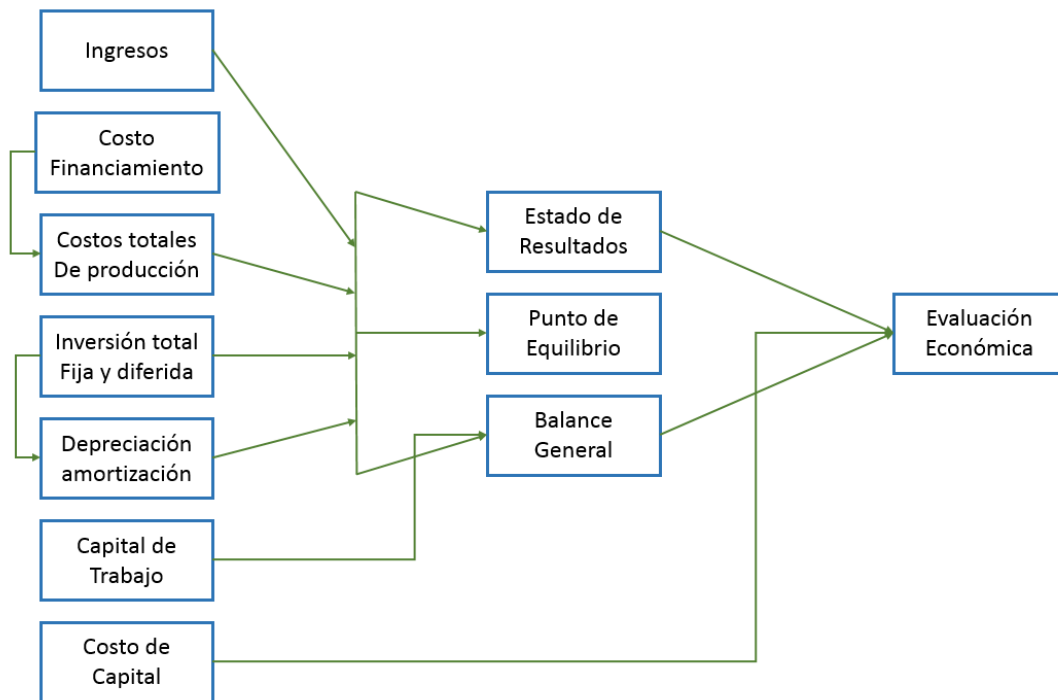 Ingresos
Costo
Financiamiento
Costos totales
De producción
Inversión total
Fija y diferida
Depreciación
amortización
Capital de
Trabajo
Costo de
Capital
Estado de
Resultados
Punto de
Equilibrio
Balance
General
Evaluación
Económica